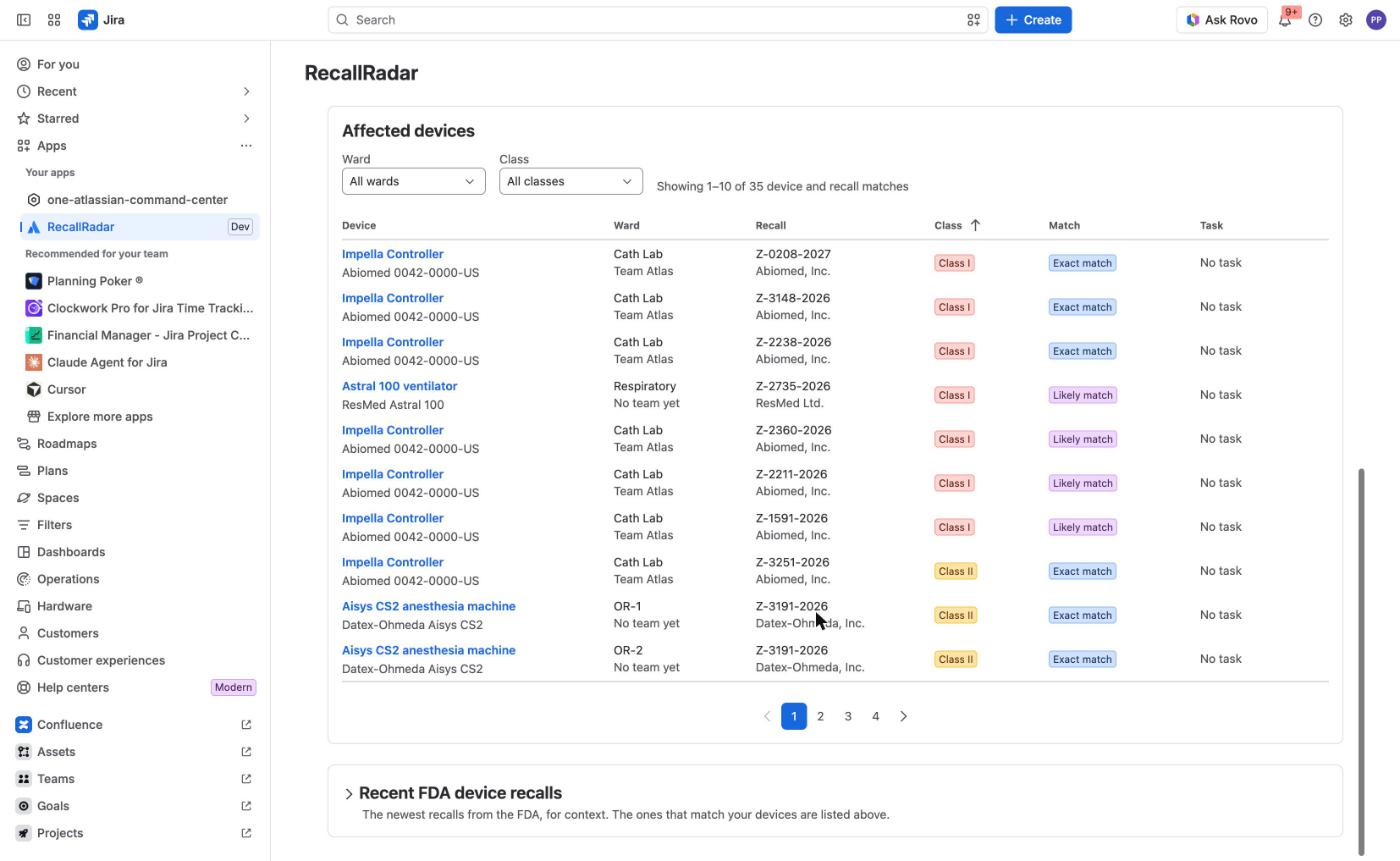 Jira
Search
Create
Ask Rovo
9+
PP
For you
Recent
Starred
Apps
Your apps
one-atlassian-command-center
RecallRadar
Dev
Recommended for your team
Planning Poker ®
Clockwork Pro for Jira Time Tracki...
Financial Manager - Jira Project C...
Claude Agent for Jira
Cursor
Explore more apps
Roadmaps
Plans
Spaces
Filters
Dashboards
Operations
Hardware
Customers
Customer experiences
Help centers
Modern
Confluence
Assets
Teams
Goals
Projects
RecallRadar
Affected devices
Ward
Class
All wards
All classes
Showing 1–10 of 35 device and recall matches
Device Ward Recall Class Match Task
Impella Controller Cath Lab Z-0208-2027 Class I Exact match No task
Abiomed 0042-0000-US Team Atlas Abiomed, Inc.
Impella Controller Cath Lab Z-3148-2026 Class I Exact match No task
Abiomed 0042-0000-US Team Atlas Abiomed, Inc.
Impella Controller Cath Lab Z-2238-2026 Class I Exact match No task
Abiomed 0042-0000-US Team Atlas Abiomed, Inc.
Astral 100 ventilator Respiratory Z-2735-2026 Class I Likely match No task
ResMed Astral 100 No team yet ResMed Ltd.
Impella Controller Cath Lab Z-2360-2026 Class I Likely match No task
Abiomed 0042-0000-US Team Atlas Abiomed, Inc.
Impella Controller Cath Lab Z-2211-2026 Class I Likely match No task
Abiomed 0042-0000-US Team Atlas Abiomed, Inc.
Impella Controller Cath Lab Z-1591-2026 Class I Likely match No task
Abiomed 0042-0000-US Team Atlas Abiomed, Inc.
Impella Controller Cath Lab Z-3251-2026 Class II Exact match No task
Abiomed 0042-0000-US Team Atlas Abiomed, Inc.
Aisys CS2 anesthesia machine OR-1 Z-3191-2026 Class II Exact match No task
Datex-Ohmeda Aisys CS2 No team yet Datex-Ohmeda, Inc.
Aisys CS2 anesthesia machine OR-2 Z-3191-2026 Class II Exact match No task
Datex-Ohmeda Aisys CS2 No team yet Datex-Ohmeda, Inc.
1 2 3 4
Recent FDA device recalls
The newest recalls from the FDA, for context. The ones that match your devices are listed above.